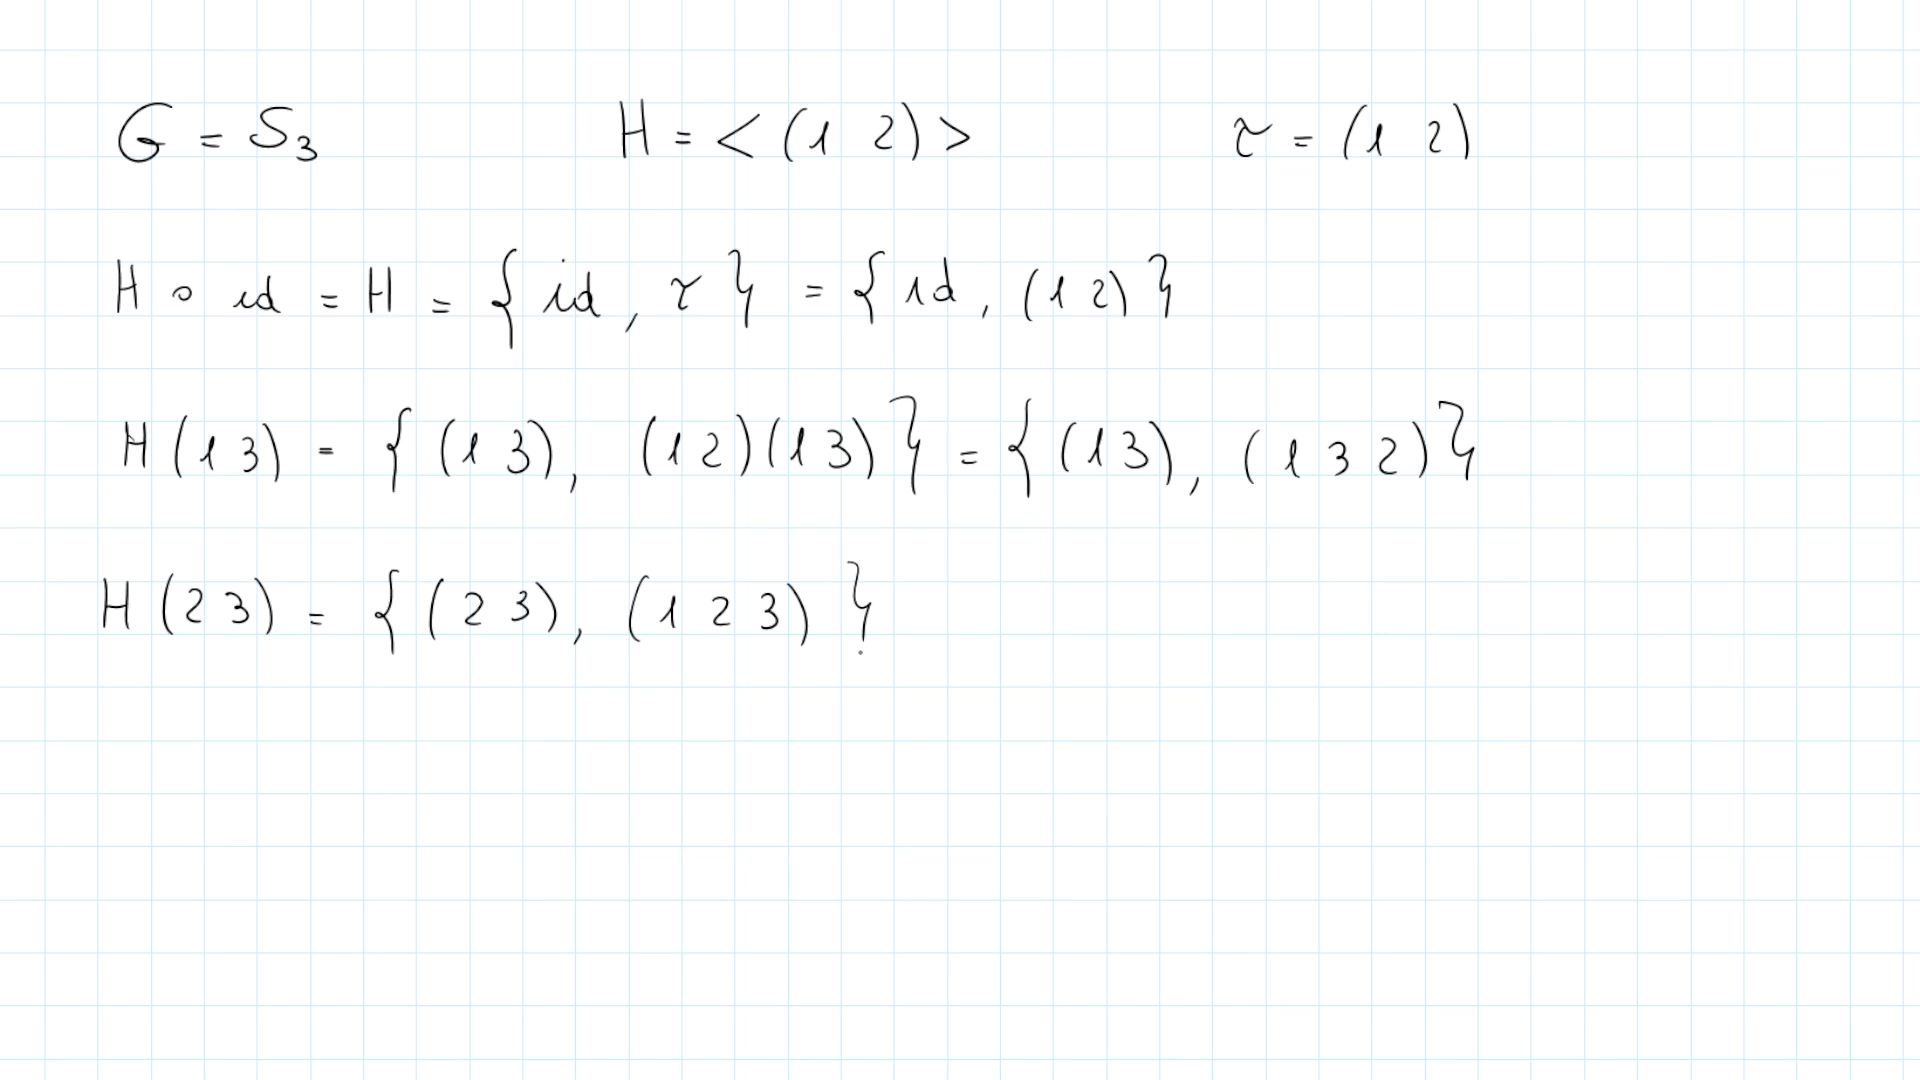 G = S₃ H = <(1 2)> τ = (1 2)
H ∘ id = H = {id, τ} = {id, (1 2)}
H(1 3) = {(1 3), (1 2)(1 3)} = {(1 3), (1 3 2)}
H(2 3) = {(2 3), (1 2 3)}